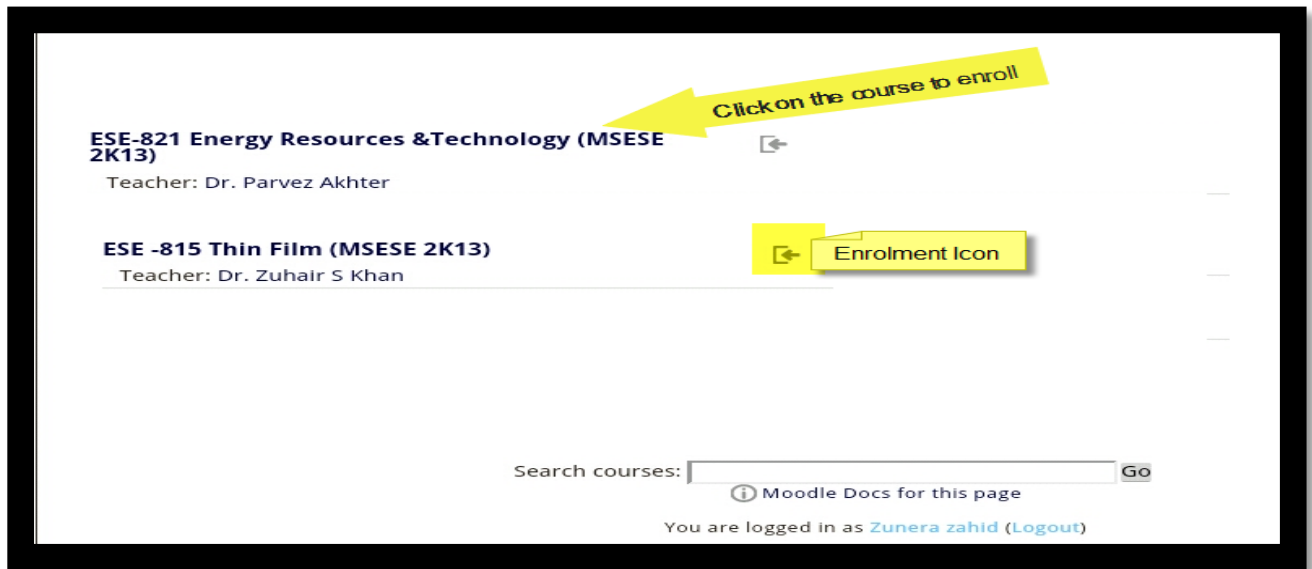 Click on the course to enroll
ESE-821 Energy Resources &Technology (MSESE
2K13)
Teacher: Dr. Parvez Akhter
ESE -815 Thin Film (MSESE 2K13)
Enrolment Icon
Teacher: Dr. Zuhair S Khan
Search courses: Go
Moodle Docs for this page
You are logged in as Zunera zahid (Logout)